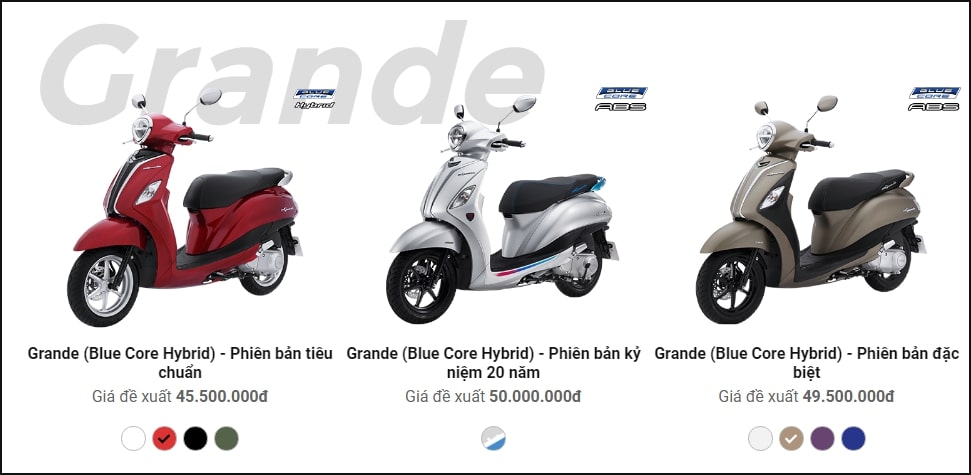 Grande
BLUE CORE
Hybrid
BLUE CORE
ABS
BLUE CORE
ABS
Grande (Blue Core Hybrid) - Phiên bản tiêu
chuẩn
Giá đề xuất 45.500.000đ
Grande (Blue Core Hybrid) - Phiên bản kỷ
niệm 20 năm
Giá đề xuất 50.000.000đ
Grande (Blue Core Hybrid) - Phiên bản đặc
biệt
Giá đề xuất 49.500.000đ